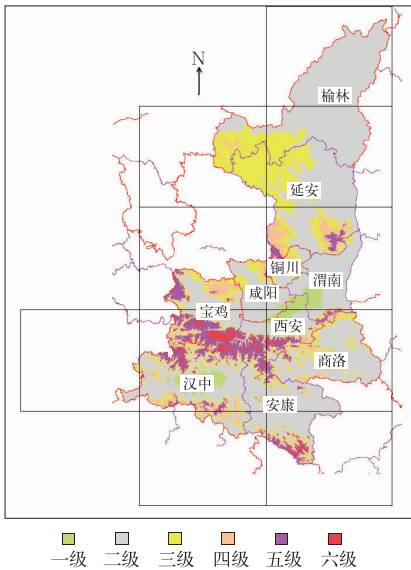 N
榆林
延安
铜川
渭南
咸阳
宝鸡
西安
商洛
汉中
安康
一级 二级 三级 四级 五级 六级